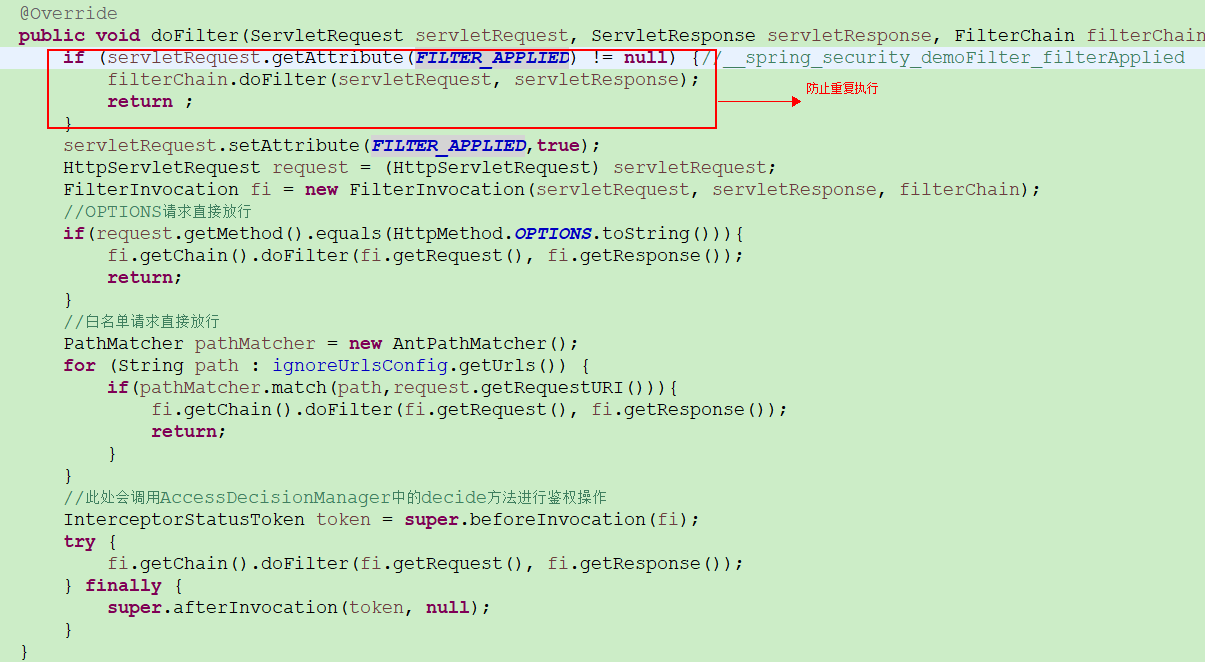 @Override
public void doFilter(ServletRequest servletRequest, ServletResponse servletResponse, FilterChain filterChain
if (servletRequest.getAttribute(FILTER_APPLIED) != null) {//__spring_security_demoFilter_filterApplied
filterChain.doFilter(servletRequest, servletResponse);
防止重复执行
return ;
}
servletRequest.setAttribute(FILTER_APPLIED,true);
HttpServletRequest request = (HttpServletRequest) servletRequest;
FilterInvocation fi = new FilterInvocation(servletRequest, servletResponse, filterChain);
//OPTIONS请求直接放行
if(request.getMethod().equals(HttpMethod.OPTIONS.toString())){
fi.getChain().doFilter(fi.getRequest(), fi.getResponse());
return;
}
//白名单请求直接放行
PathMatcher pathMatcher = new AntPathMatcher();
for (String path : ignoreUrlsConfig.getUrls()) {
if(pathMatcher.match(path,request.getRequestURI())){
fi.getChain().doFilter(fi.getRequest(), fi.getResponse());
return;
}
}
//此处会调用AccessDecisionManager中的decide方法进行鉴权操作
InterceptorStatusToken token = super.beforeInvocation(fi);
try {
fi.getChain().doFilter(fi.getRequest(), fi.getResponse());
} finally {
super.afterInvocation(token, null);
}
}